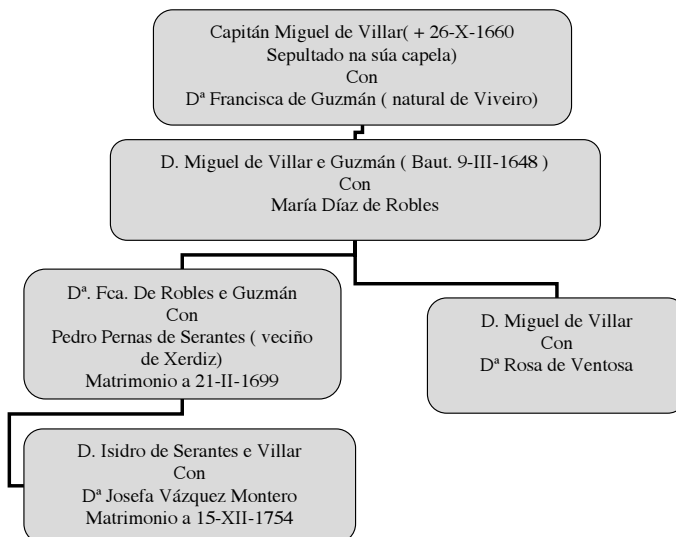 Capitán Miguel de Villar( + 26-X-1660
Sepultado na súa capela)
Con
Dª Francisca de Guzmán ( natural de Viveiro)
D. Miguel de Villar e Guzmán ( Baut. 9-III-1648 )
Con
María Díaz de Robles
Dª. Fca. De Robles e Guzmán
Con
Pedro Pernas de Serantes ( veciño
de Xerdiz)
Matrimonio a 21-II-1699
D. Miguel de Villar
Con
Dª Rosa de Ventosa
D. Isidro de Serantes e Villar
Con
Dª Josefa Vázquez Montero
Matrimonio a 15-XII-1754